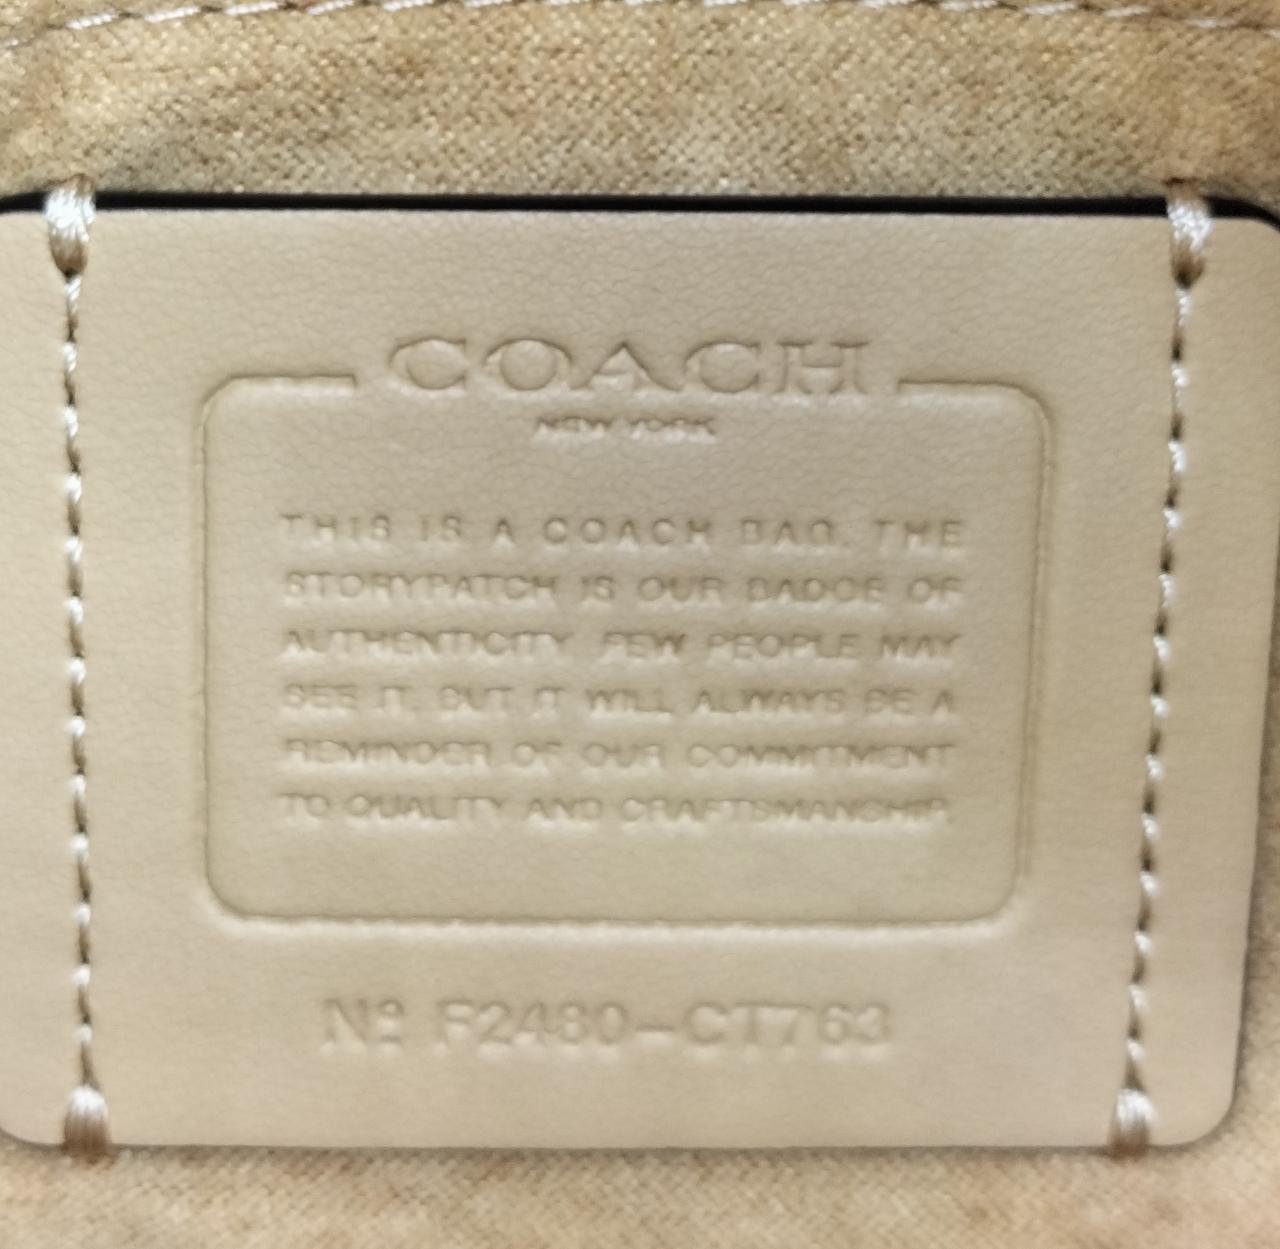 COACH
NEW YORK
THIS IS A COACH BAG. THE
STORYPATCH IS OUR BADGE OF
AUTHENTICITY. FEW PEOPLE MAY
SEE IT, BUT IT WILL ALWAYS BE A
REMINDER OF OUR COMMITMENT
TO QUALITY AND CRAFTSMANSHIP.
Nº F2480-CT763